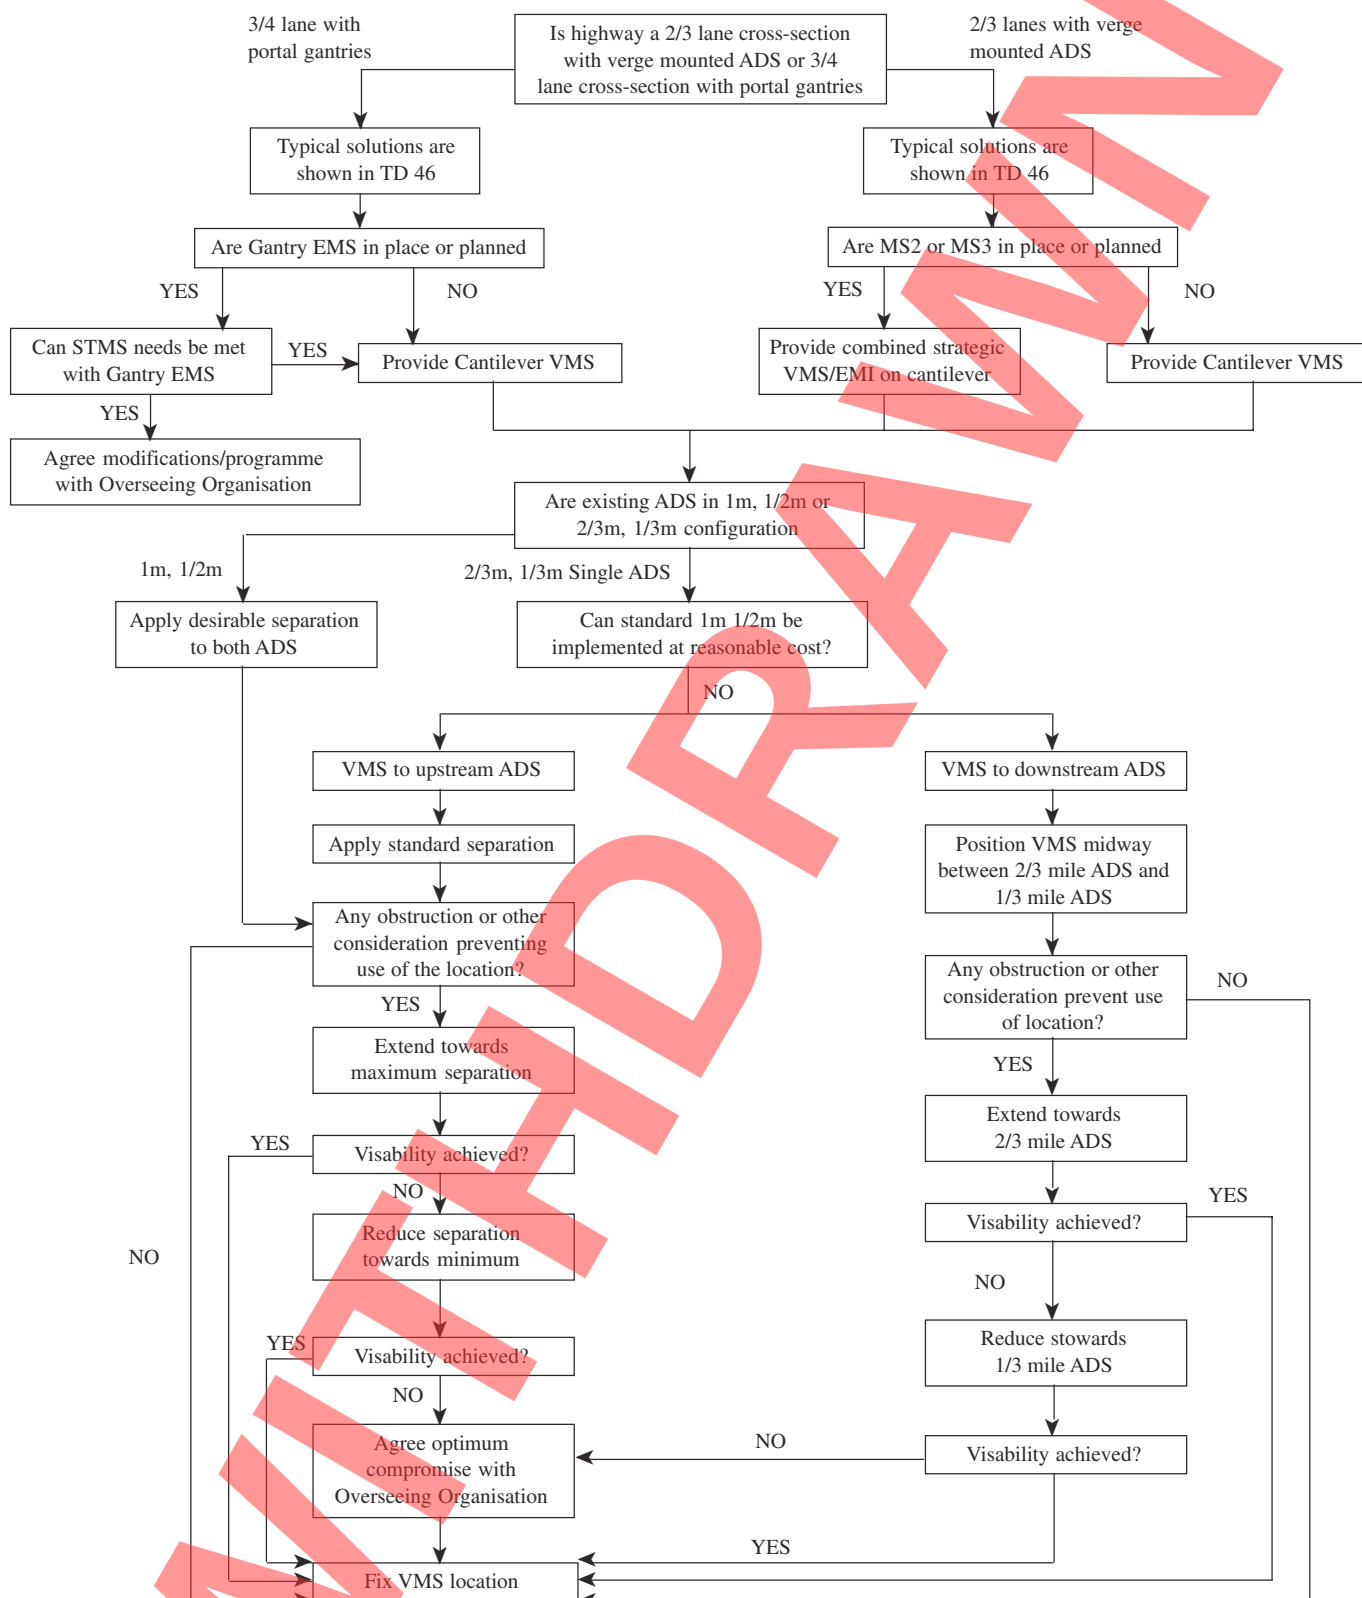 3/4 lane with
portal gantries
Is highway a 2/3 lane cross-section
with verge mounted ADS or 3/4
lane cross-section with portal gantries
2/3 lanes with verge
mounted ADS
Typical solutions are
shown in TD 46
Typical solutions are
shown in TD 46
Are Gantry EMS in place or planned
Are MS2 or MS3 in place or planned
YES
NO
YES
NO
Can STMS needs be met
with Gantry EMS
YES
Provide Cantilever VMS
Provide combined strategic
VMS/EMI on cantilever
Provide Cantilever VMS
YES
Agree modifications/programme
with Overseeing Organisation
Are existing ADS in 1m, 1/2m or
2/3m, 1/3m configuration
1m, 1/2m
2/3m, 1/3m Single ADS
Apply desirable separation
to both ADS
Can standard 1m 1/2m be
implemented at reasonable cost?
NO
VMS to upstream ADS
VMS to downstream ADS
Apply standard separation
Position VMS midway
between 2/3 mile ADS and
1/3 mile ADS
Any obstruction or other
consideration preventing
use of the location?
Any obstruction or other
consideration prevent use
of location?
NO
YES
YES
Extend towards
maximum separation
Extend towards
2/3 mile ADS
YES
Visability achieved?
YES
Visability achieved?
NO
NO
Reduce separation
towards minimum
NO
Reduce stowards
1/3 mile ADS
YES
Visability achieved?
NO
Agree optimum
compromise with
Overseeing Organisation
NO
Visability achieved?
YES
Fix VMS location
WITHDRAWN